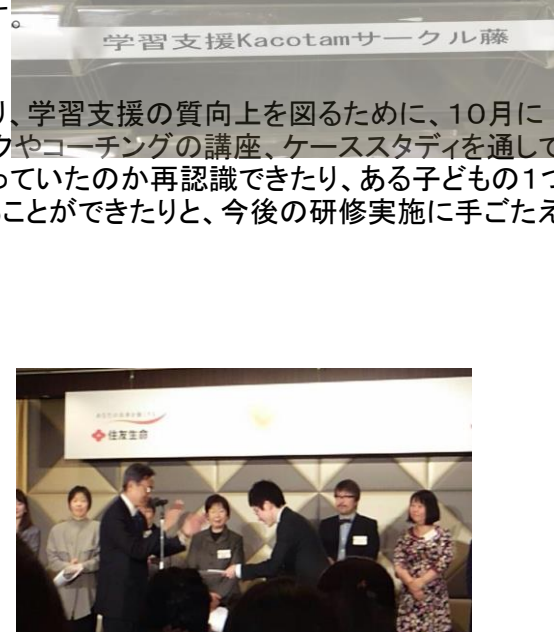 す。
学習支援Kacotamサークル藤
り、学習支援の質向上を図るために、10月に
クやコーチングの講座、ケーススタディを通して
っていたのか再認識できたり、ある子どもの1つ
ことができたりと、今後の研修実施に手ごたえ
住友生命